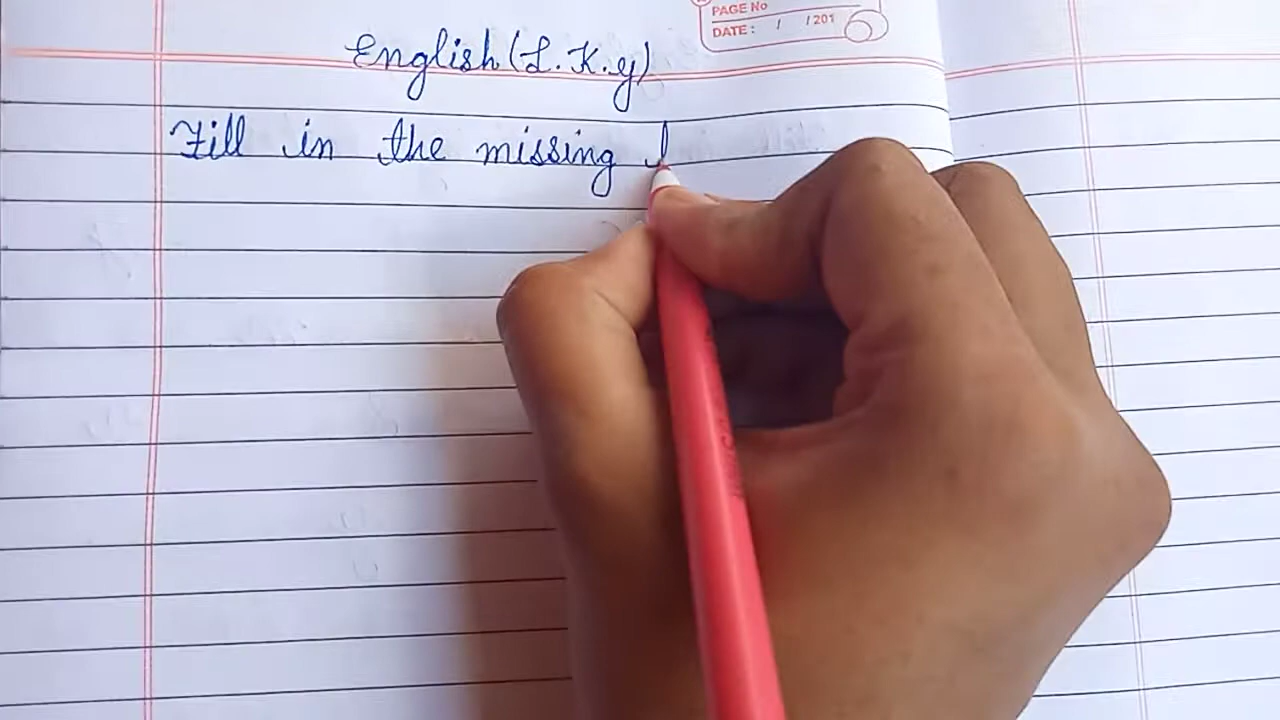 PAGE No
DATE: / /201
English (L.K.g)
Fill in the missing l